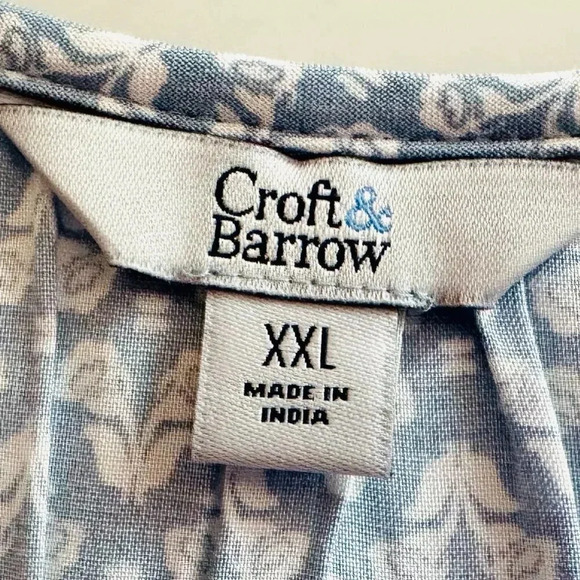 Croft&
Barrow
XXL
MADE IN
INDIA